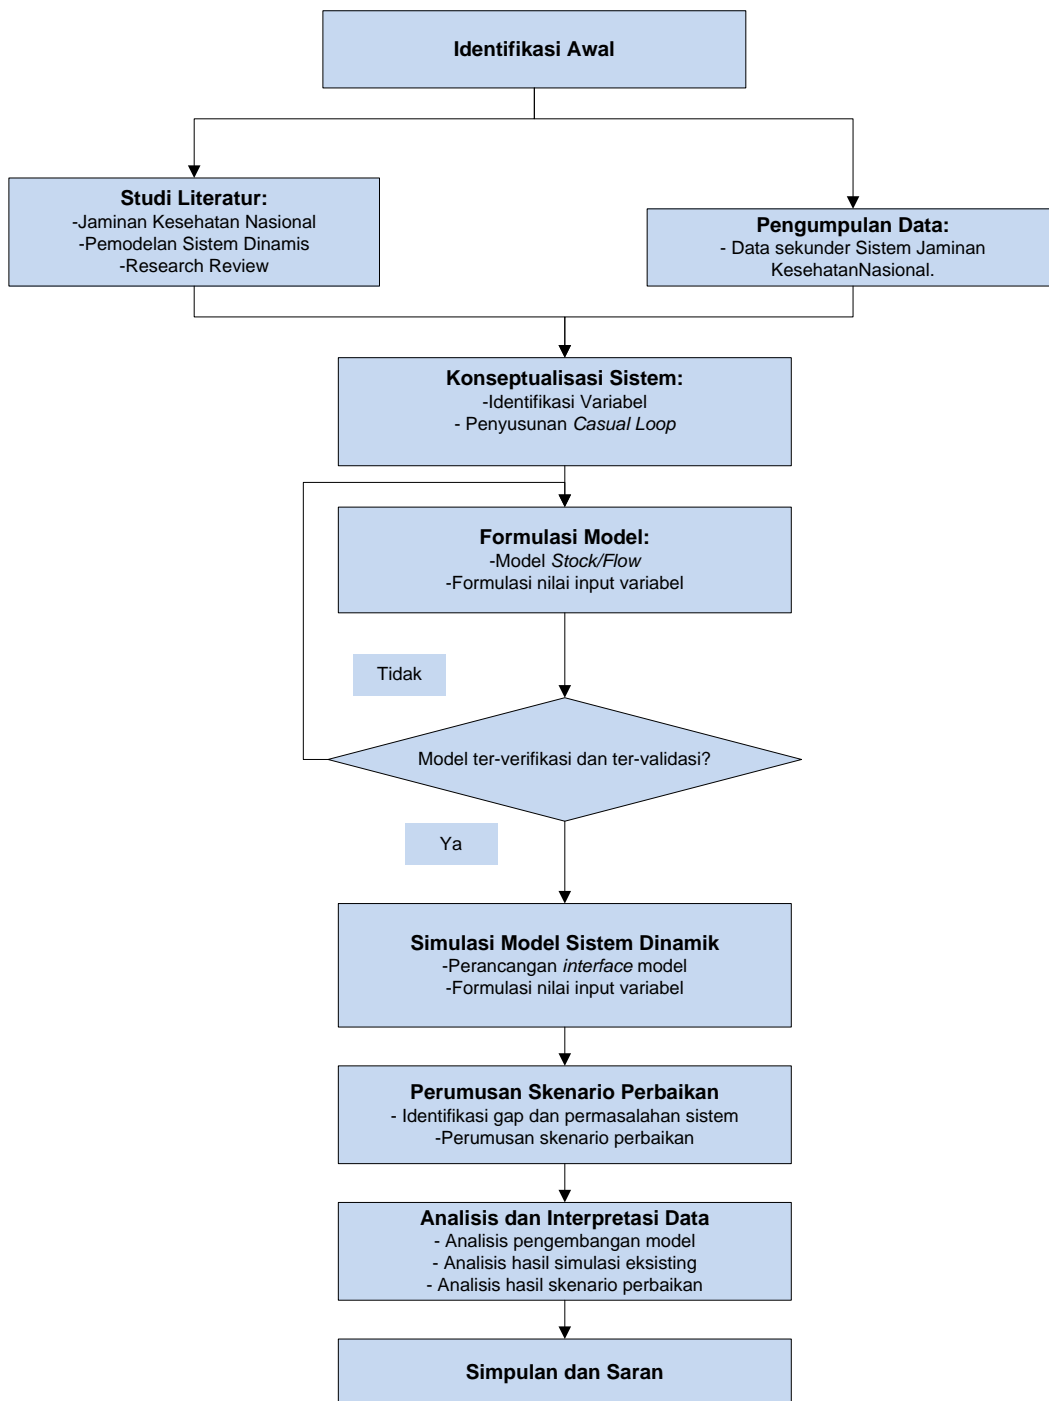 Identifikasi Awal
Studi Literatur:
-Jaminan Kesehatan Nasional
-Pemodelan Sistem Dinamis
-Research Review
Pengumpulan Data:
- Data sekunder Sistem Jaminan
KesehatanNasional.
Konseptualisasi Sistem:
-Identifikasi Variabel
- Penyusunan Casual Loop
Formulasi Model:
-Model Stock/Flow
-Formulasi nilai input variabel
Tidak
Model ter-verifikasi dan ter-validasi?
Ya
Simulasi Model Sistem Dinamik
-Perancangan interface model
-Formulasi nilai input variabel
Perumusan Skenario Perbaikan
- Identifikasi gap dan permasalahan sistem
-Perumusan skenario perbaikan
Analisis dan Interpretasi Data
- Analisis pengembangan model
- Analisis hasil simulasi eksisting
- Analisis hasil skenario perbaikan
Simpulan dan Saran